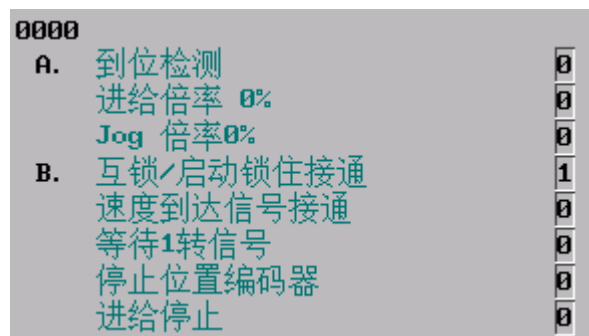 0000
A. 到位检测 0
进给倍率 0% 0
Jog 倍率0% 0
B. 互锁/启动锁住接通 1
速度到达信号接通 0
等待1转信号 0
停止位置编码器 0
进给停止 0